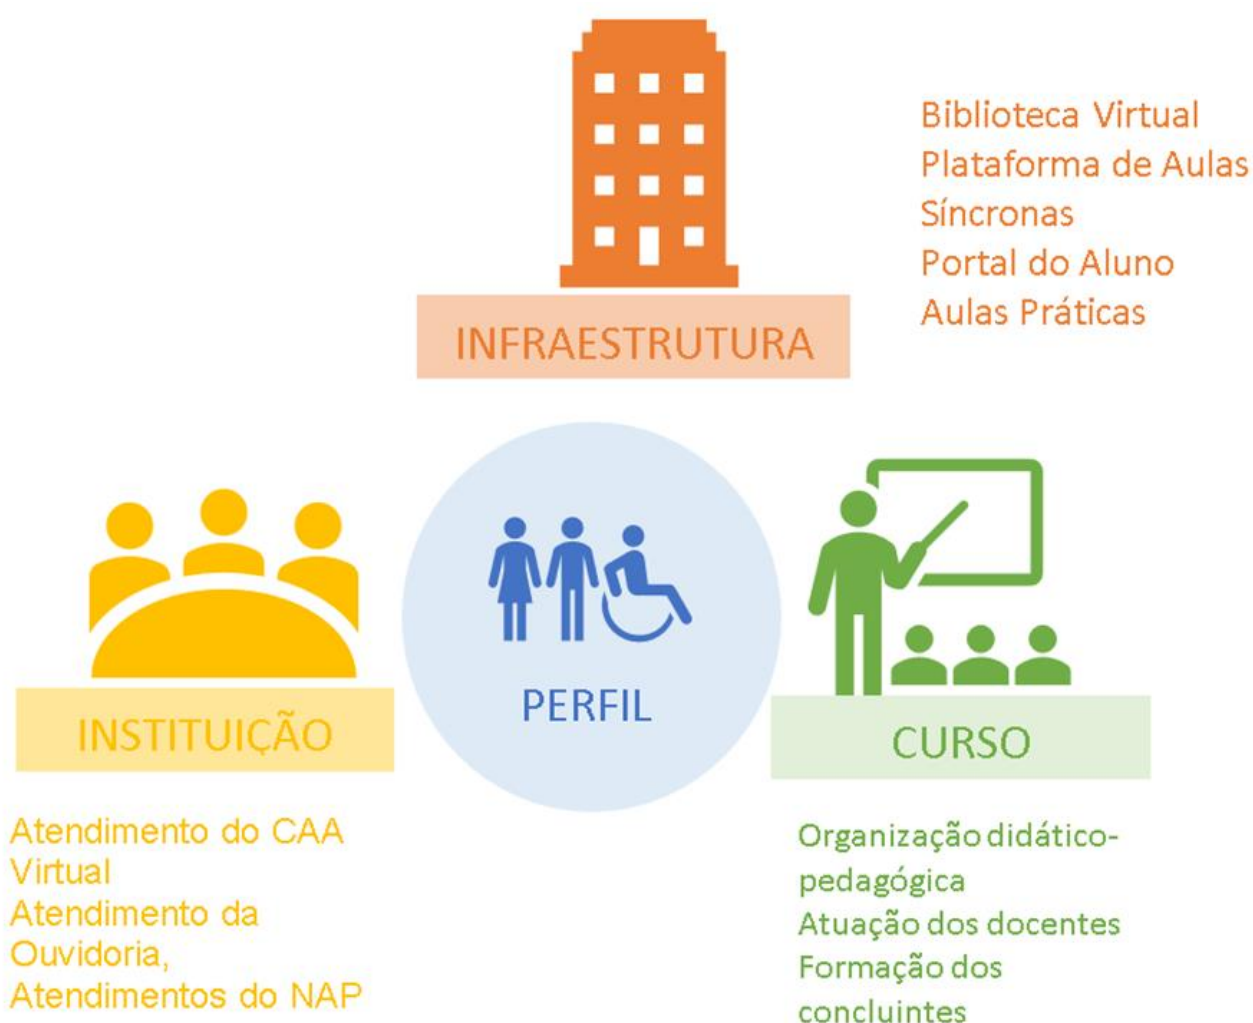 Biblioteca Virtual
Plataforma de Aulas
Síncronas
Portal do Aluno
Aulas Práticas
INFRAESTRUTURA
INSTITUIÇÃO
Atendimento do CAA
Virtual
Atendimento da
Ouvidoria,
Atendimentos do NAP
PERFIL
CURSO
Organização didático-
pedagógica
Atuação dos docentes
Formação dos
concluintes